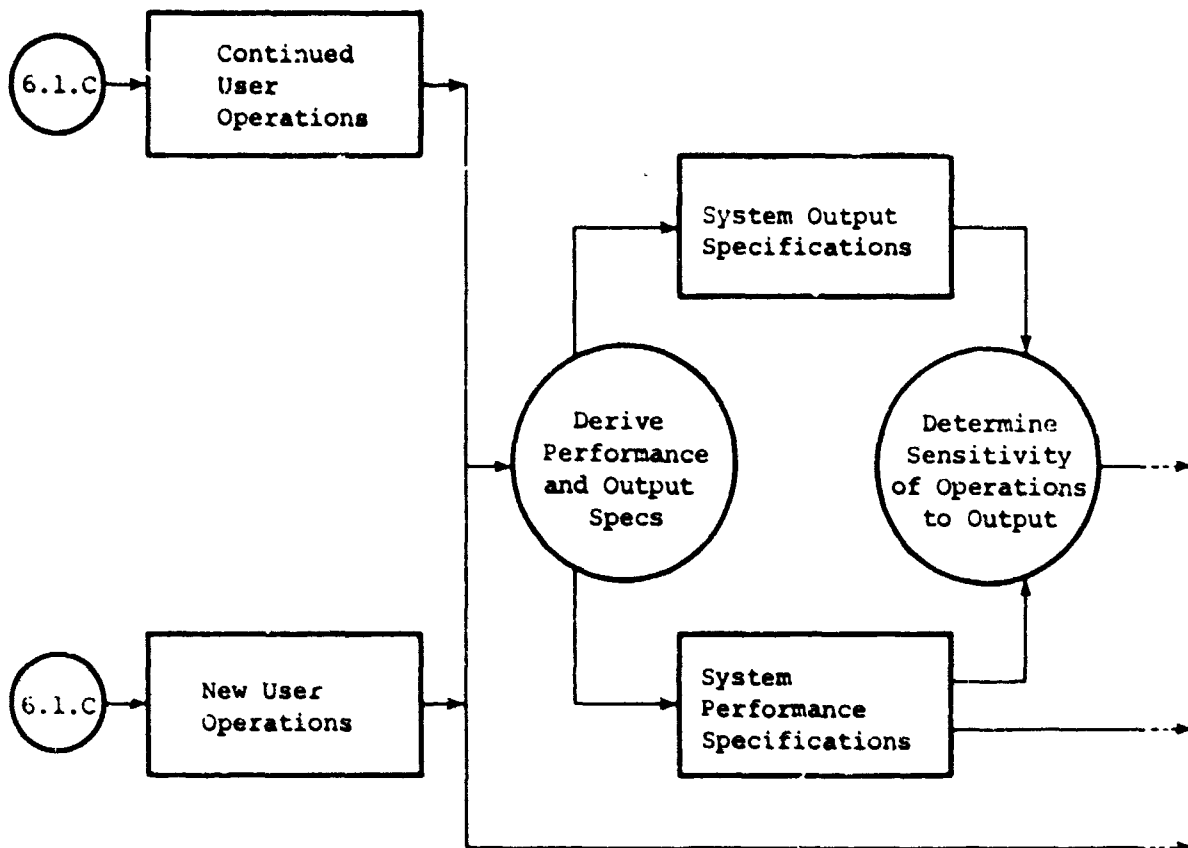 6.1.C
Continued
User
Operations
System Output
Specifications
Derive
Performance
and Output
Specs
Determine
Sensitivity
of Operations
to Output
6.1.C
New User
Operations
System
Performance
Specifications